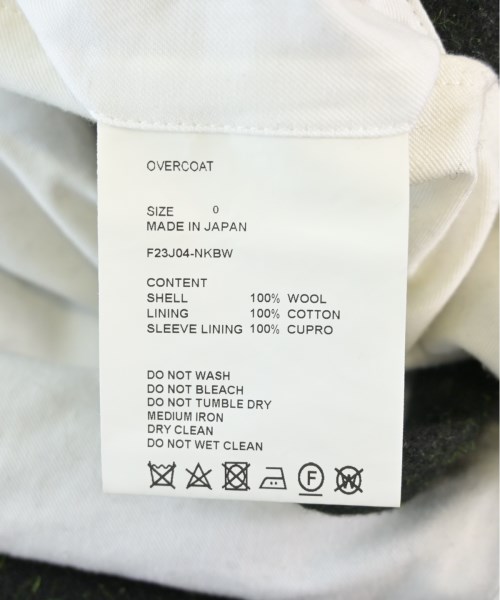 OVERCOAT
SIZE 0
MADE IN JAPAN
F23J04-NKBW
CONTENT
SHELL 100% WOOL
LINING 100% COTTON
SLEEVE LINING 100% CUPRO
DO NOT WASH
DO NOT BLEACH
DO NOT TUMBLE DRY
MEDIUM IRON
DRY CLEAN
DO NOT WET CLEAN
F W